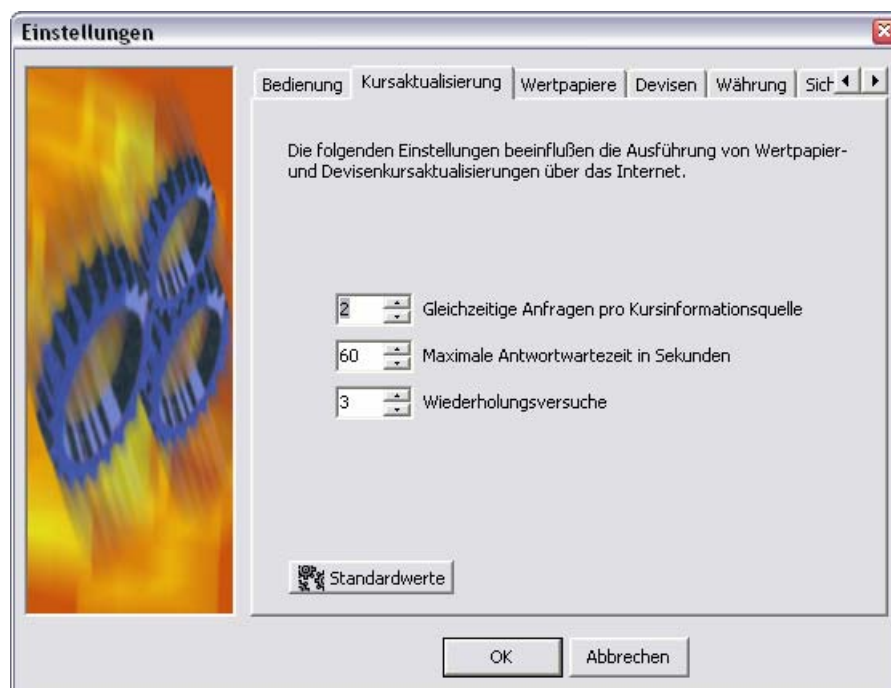 Einstellungen
Bedienung Kursaktualisierung Wertpapiere Devisen Währung Sich
Die folgenden Einstellungen beeinflußen die Ausführung von Wertpapier-
und Devisenkursaktualisierungen über das Internet.
2 Gleichzeitige Anfragen pro Kursinformationsquelle
60 Maximale Antwortwartezeit in Sekunden
3 Wiederholungsversuche
Standardwerte
OK Abbrechen